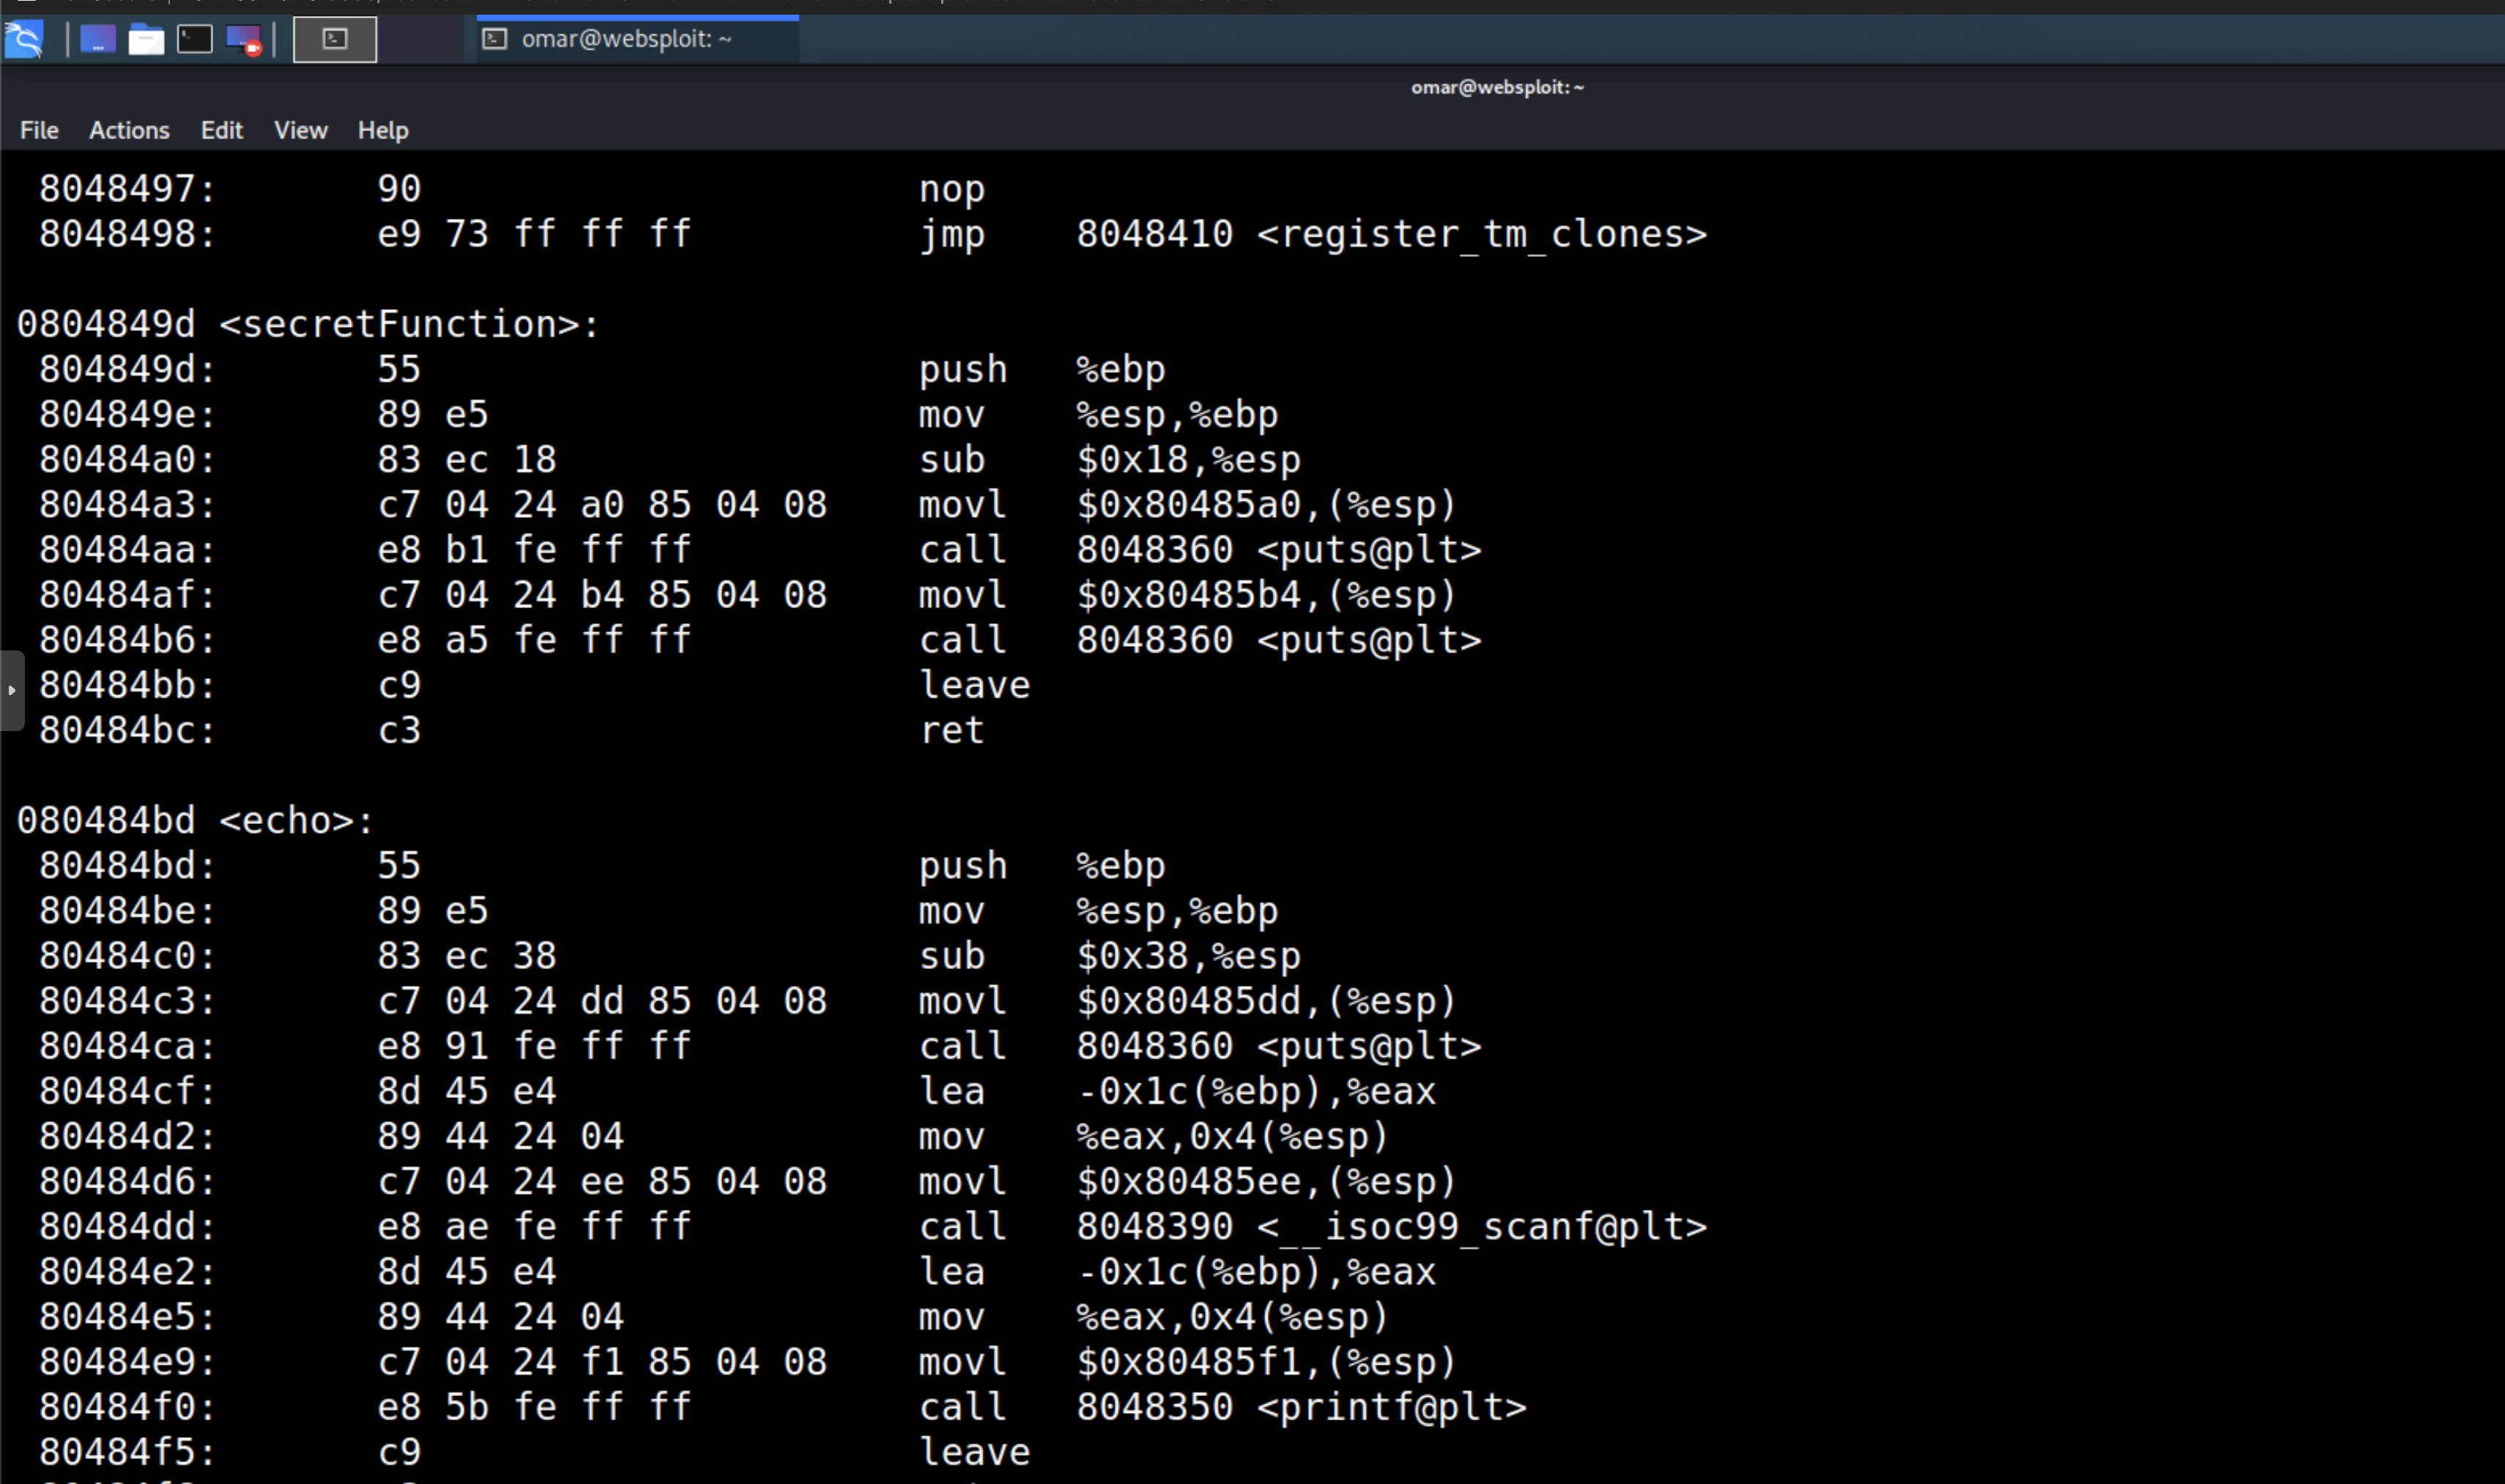 omar@websploit: ~
omar@websploit: ~
File Actions Edit View Help
8048497: 90 nop
8048498: e9 73 ff ff ff jmp 8048410 <register_tm_clones>
0804849d <secretFunction>:
804849d: 55 push %ebp
804849e: 89 e5 mov %esp,%ebp
80484a0: 83 ec 18 sub $0x18,%esp
80484a3: c7 04 24 a0 85 04 08 movl $0x80485a0,(%esp)
80484aa: e8 b1 fe ff ff call 8048360 <puts@plt>
80484af: c7 04 24 b4 85 04 08 movl $0x80485b4,(%esp)
80484b6: e8 a5 fe ff ff call 8048360 <puts@plt>
80484bb: c9 leave
80484bc: c3 ret
080484bd <echo>:
80484bd: 55 push %ebp
80484be: 89 e5 mov %esp,%ebp
80484c0: 83 ec 38 sub $0x38,%esp
80484c3: c7 04 24 dd 85 04 08 movl $0x80485dd,(%esp)
80484ca: e8 91 fe ff ff call 8048360 <puts@plt>
80484cf: 8d 45 e4 lea -0x1c(%ebp),%eax
80484d2: 89 44 24 04 mov %eax,0x4(%esp)
80484d6: c7 04 24 ee 85 04 08 movl $0x80485ee,(%esp)
80484dd: e8 ae fe ff ff call 8048390 <__isoc99_scanf@plt>
80484e2: 8d 45 e4 lea -0x1c(%ebp),%eax
80484e5: 89 44 24 04 mov %eax,0x4(%esp)
80484e9: c7 04 24 f1 85 04 08 movl $0x80485f1,(%esp)
80484f0: e8 5b fe ff ff call 8048350 <printf@plt>
80484f5: c9 leave